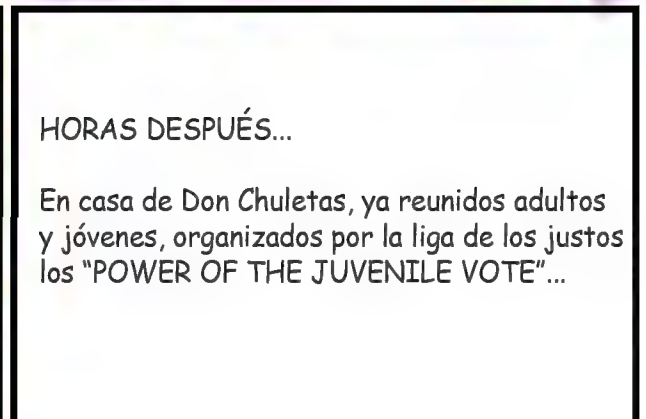 HORAS DESPUÉS...
En casa de Don Chuletas, ya reunidos adultos
y jóvenes, organizados por la liga de los justos
los "POWER OF THE JUVENILE VOTE"...